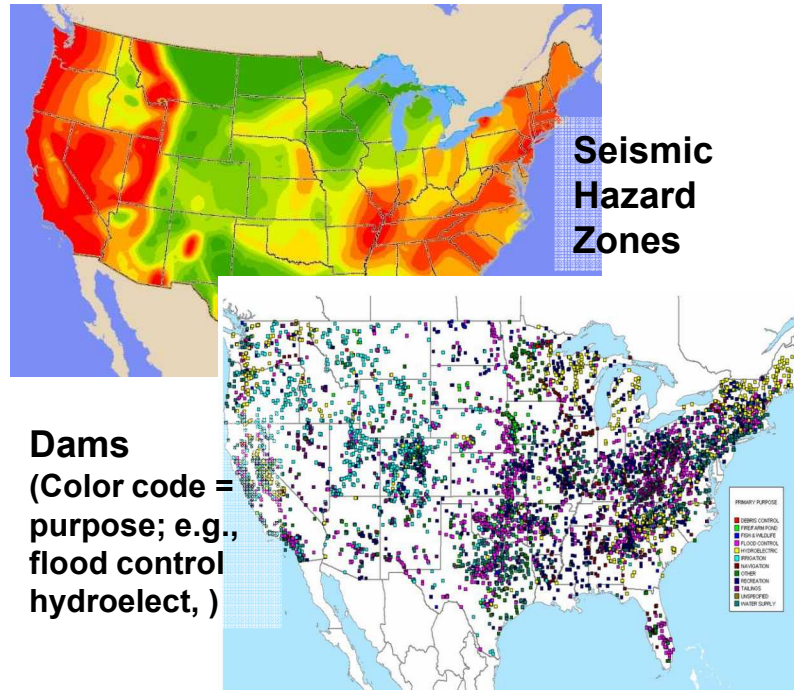 Seismic
Hazard
Zones
Dams
(Color code =
purpose; e.g.,
flood control
hydroelect, )
PRIMARY PURPOSE
DEBRIS CONTROL
FIRE/FARM POND
FISH & WILDLIFE
FLOOD CONTROL
HYDROELECTRIC
IRRIGATION
NAVIGATION
OTHER
RECREATION
TAILINGS
UNSPECIFIED
WATER SUPPLY